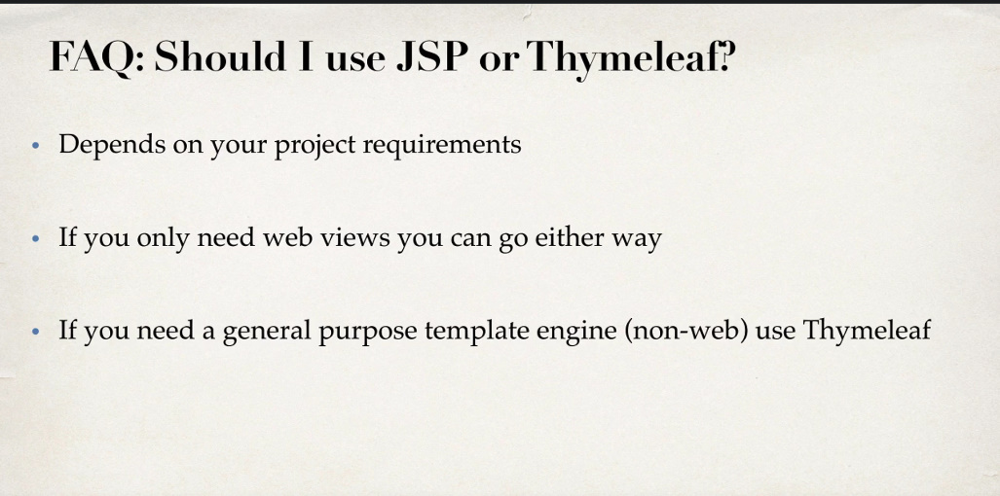 FAQ: Should I use JSP or Thymeleaf?
• Depends on your project requirements
• If you only need web views you can go either way
• If you need a general purpose template engine (non-web) use Thymeleaf